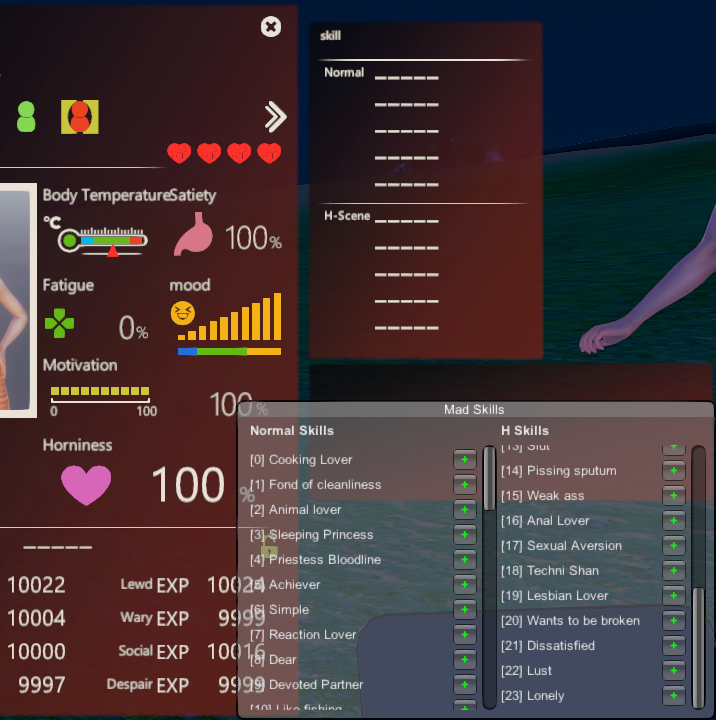 Body Temperature Satiety
°C
100%
Fatigue mood
0%
Motivation
0 100
100%
Horniness
100 %
-----
10022 Lewd EXP 10024
10004 Wary EXP 9999
10000 Social EXP 10016
9997 Despair EXP 9999
skill
Normal -----
-----
-----
-----
-----
H-Scene -----
-----
-----
-----
-----
Mad Skills
Normal Skills
[0] Cooking Lover
[1] Fond of cleanliness
[2] Animal lover
[3] Sleeping Princess
[4] Priestess Bloodline
[5] Achiever
[6] Simple
[7] Reaction Lover
[8] Dear
[9] Devoted Partner
[10] Like fishing
H Skills
[13] Slut
[14] Pissing sputum
[15] Weak ass
[16] Anal Lover
[17] Sexual Aversion
[18] Techni Shan
[19] Lesbian Lover
[20] Wants to be broken
[21] Dissatisfied
[22] Lust
[23] Lonely